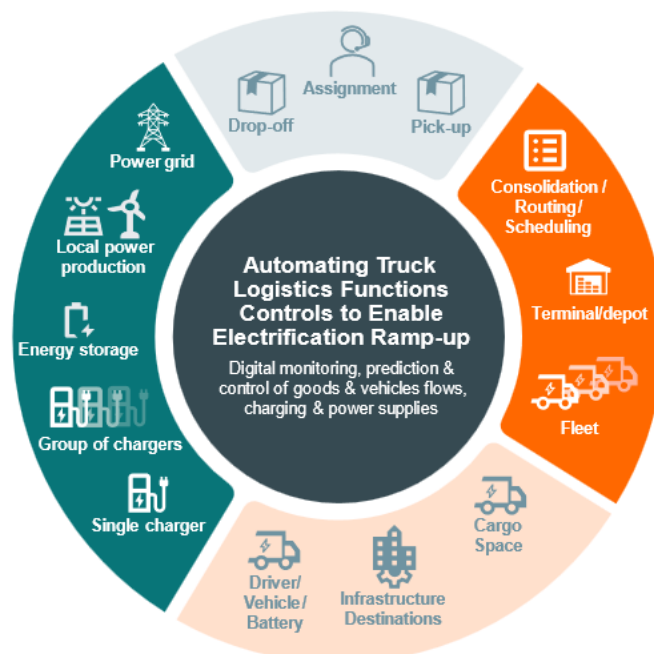 Assignment
Drop-off
Pick-up
Power grid
Local power
production
Energy storage
Group of chargers
Single charger
Consolidation /
Routing /
Scheduling
Terminal/depot
Fleet
Automating Truck
Logistics Functions
Controls to Enable
Electrification Ramp-up
Digital monitoring, prediction &
control of goods & vehicles flows,
charging & power supplies
Cargo
Space
Driver/
Vehicle /
Battery
Infrastructure
Destinations